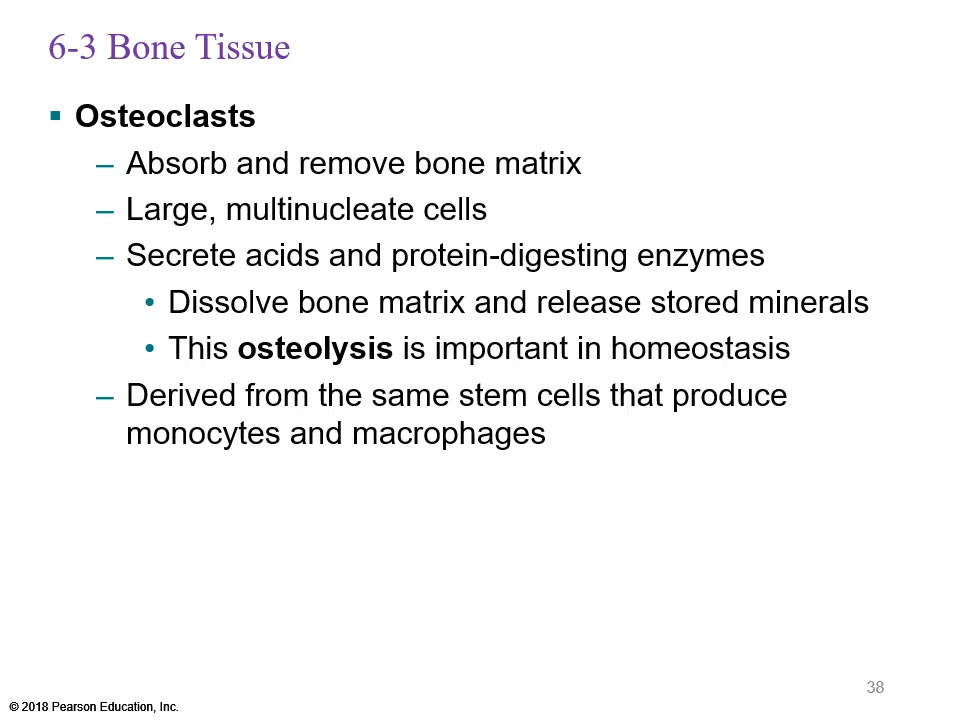 6-3 Bone Tissue
▪ Osteoclasts
– Absorb and remove bone matrix
– Large, multinucleate cells
– Secrete acids and protein-digesting enzymes
• Dissolve bone matrix and release stored minerals
• This osteolysis is important in homeostasis
– Derived from the same stem cells that produce
monocytes and macrophages
38
© 2018 Pearson Education, Inc.